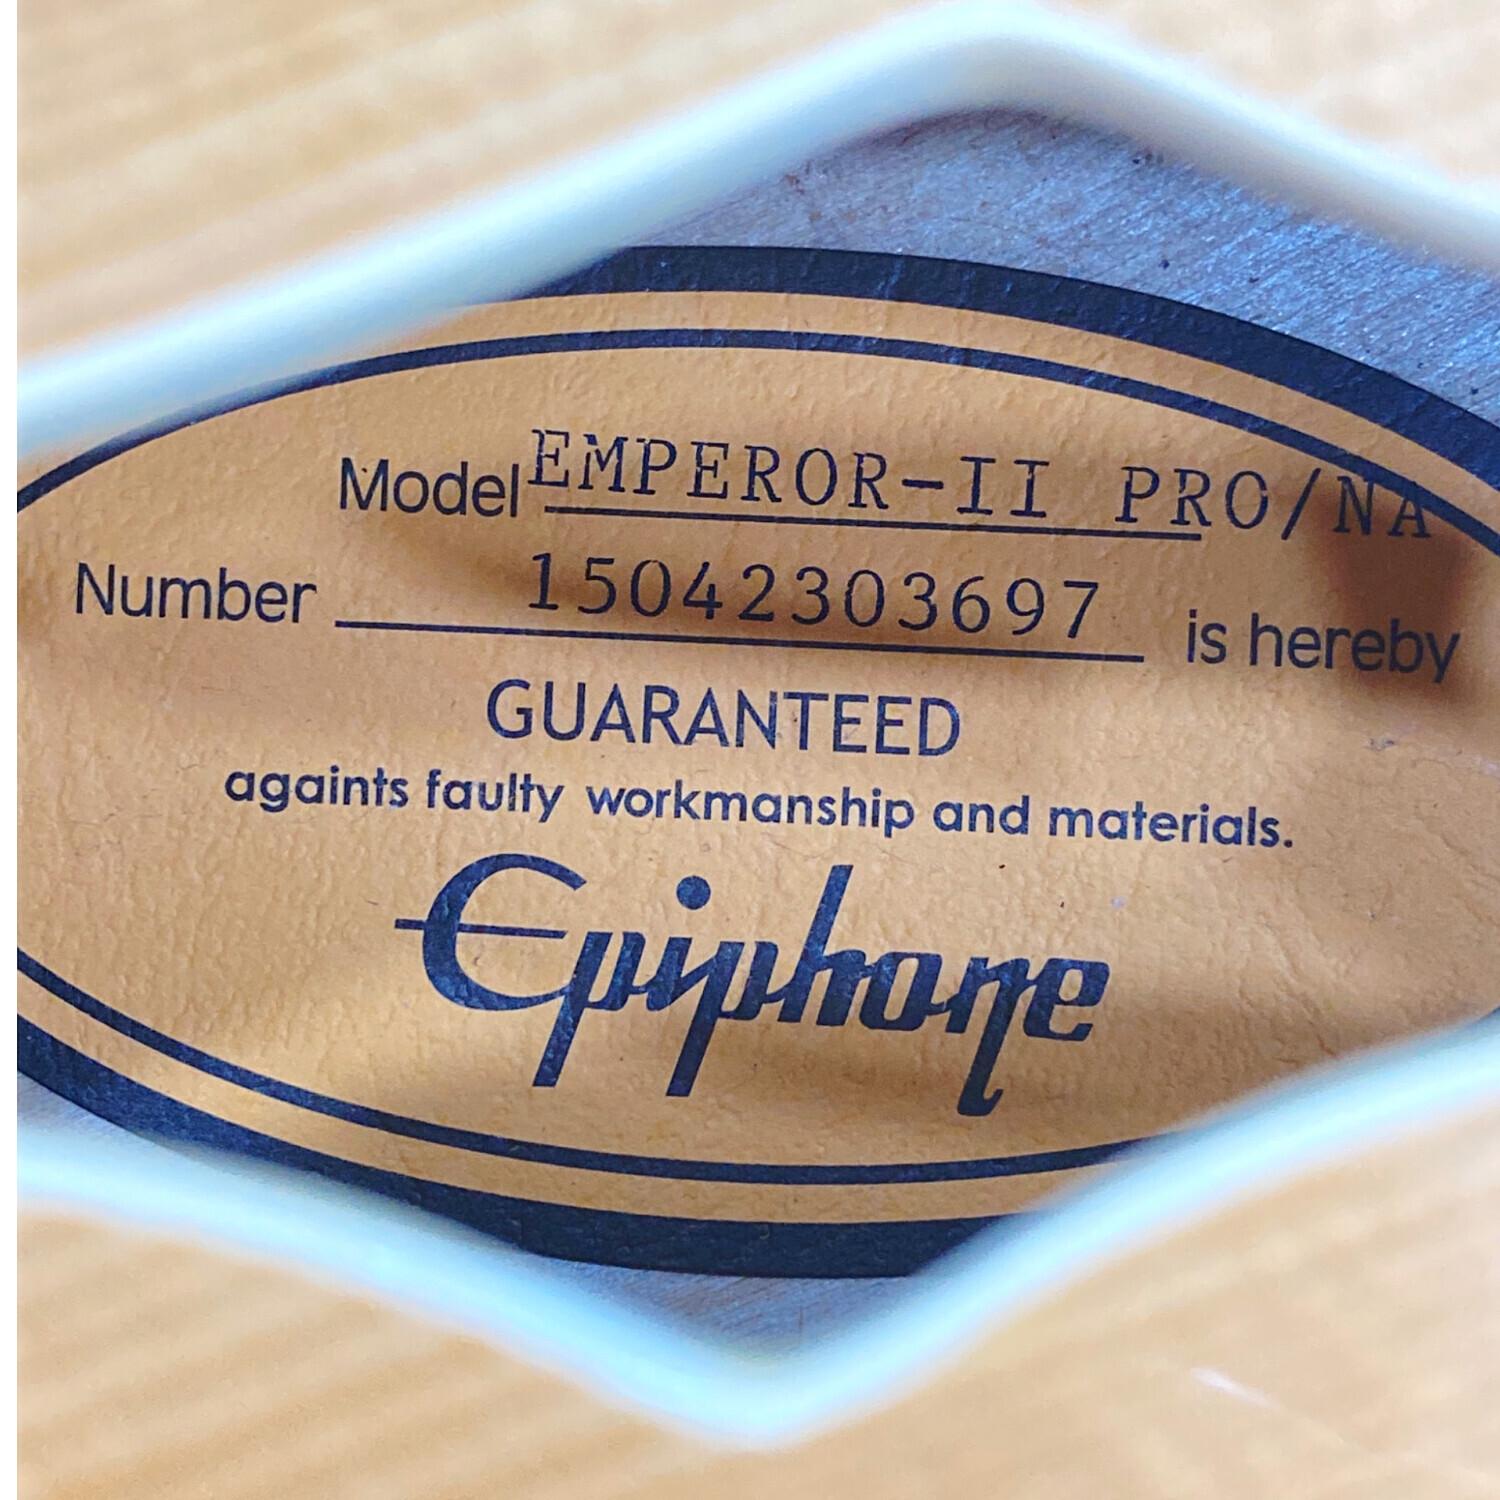 Model EMPEROR-II PRO/NA
Number 15042303697 is hereby
GUARANTEED
againts faulty workmanship and materials.
Epiphone